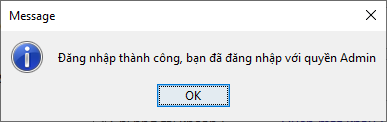 Message
Đăng nhập thành công, bạn đã đăng nhập với quyền Admin
OK